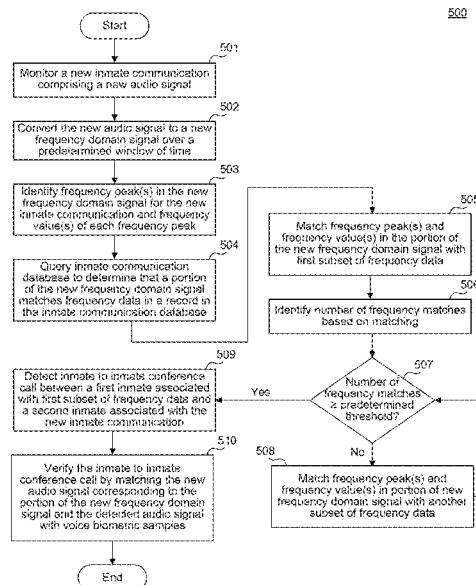 500
Start
501
Monitor a new inmate communication
comprising a new audio signal
502
Convert the new audio signal to a new
frequency domain signal over a
predetermined window of time
503
Identify frequency peak(s) in the new
frequency domain signal for the new
inmate communication and frequency
value(s) of each frequency peak
504
Query inmate communication
database to determine that a portion
of the new frequency domain signal
matches frequency data in a record in
the inmate communication database
505
Match frequency peak(s) and
frequency value(s) in the portion of
the new frequency domain signal with
first subset of frequency data
506
Identify number of frequency matches
based on matching
507
Number of
frequency matches
≥ predetermined
threshold?
Yes
No
508
Match frequency peak(s) and
frequency value(s) in portion of new
frequency domain signal with another
subset of frequency data
509
Detect inmate to inmate conference
call between a first inmate associated
with first subset of frequency data and
a second inmate associated with the
new inmate communication
510
Verify the inmate to inmate
conference call by matching the new
audio signal corresponding to the
portion of the new frequency domain
signal and the detected audio signal
with voice biometric samples
End